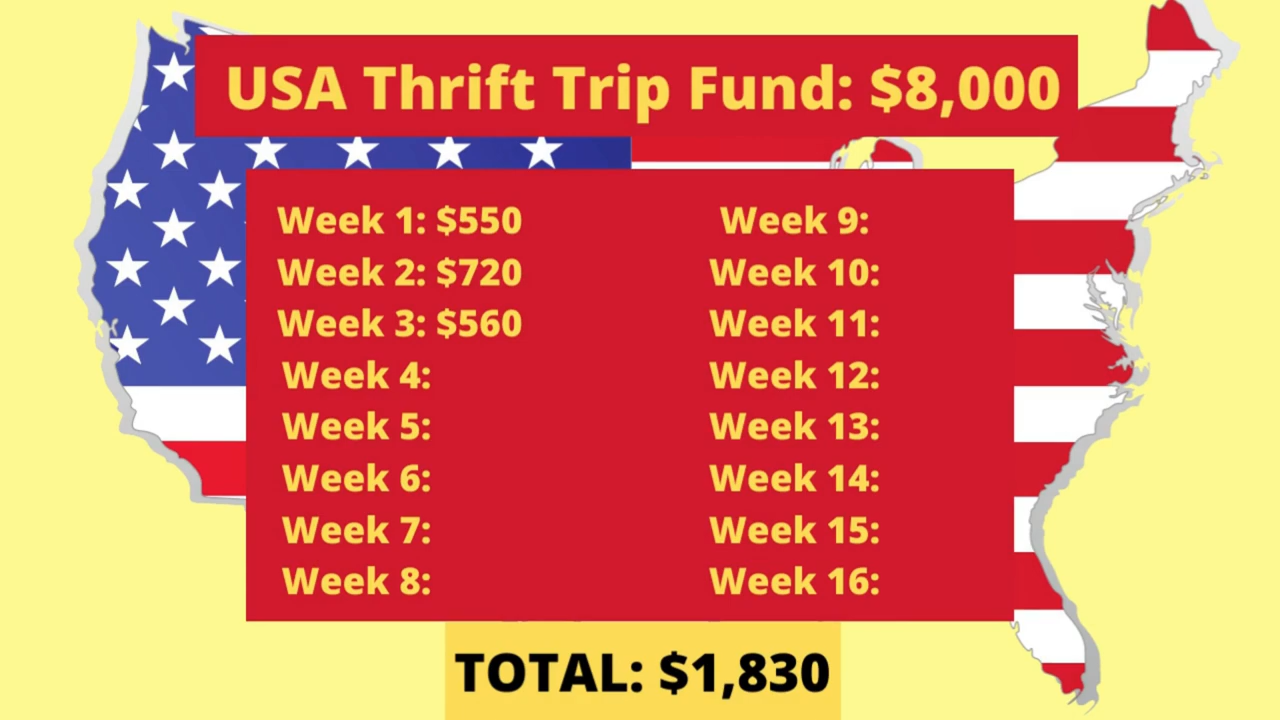 USA Thrift Trip Fund: $8,000
Week 1: $550
Week 2: $720
Week 3: $560
Week 4:
Week 5:
Week 6:
Week 7:
Week 8:
Week 9:
Week 10:
Week 11:
Week 12:
Week 13:
Week 14:
Week 15:
Week 16:
TOTAL: $1,830